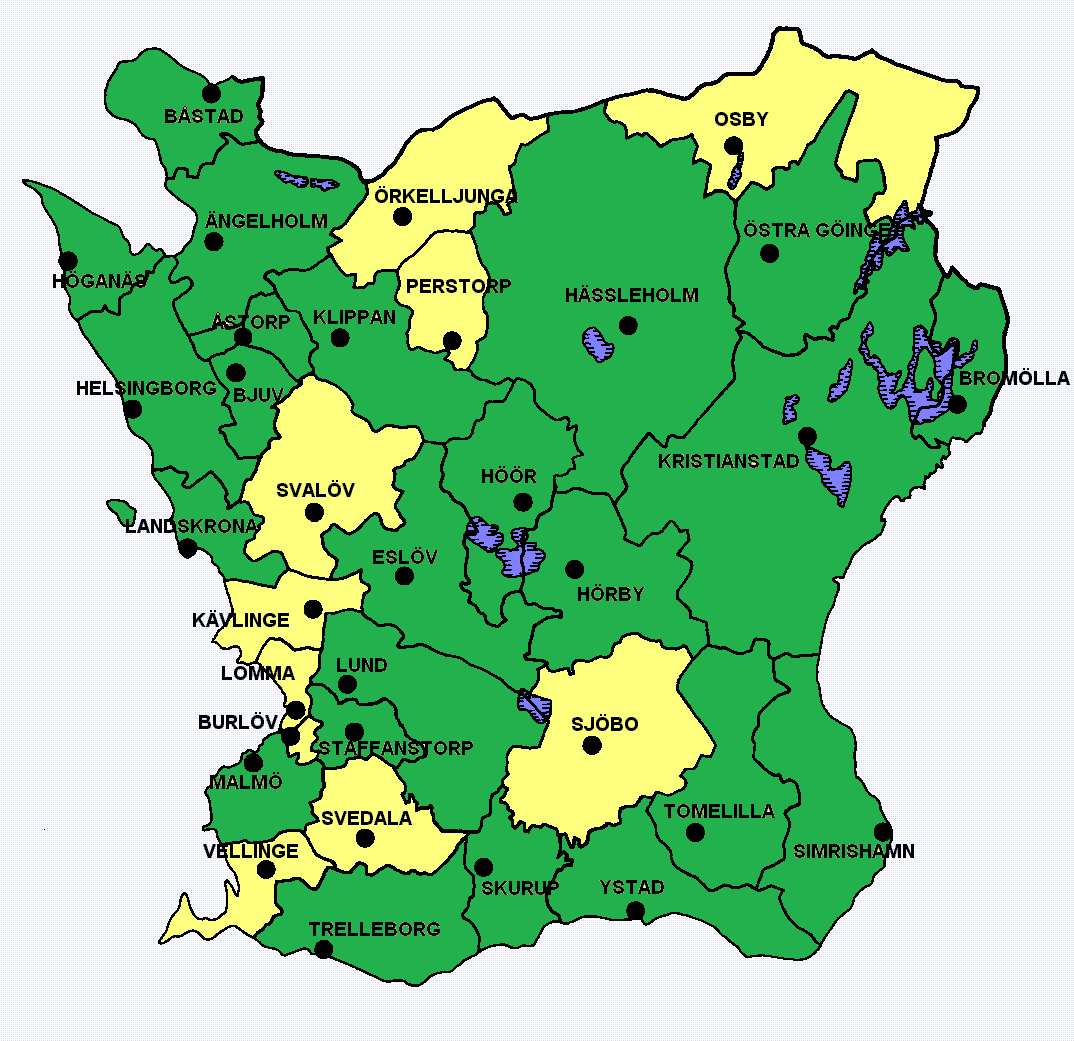 BÅSTAD
OSBY
ÖRKELLJUNGA
ÄNGELHOLM
ÖSTRA GÖINGE
HÖGANÄS
PERSTORP
HÄSSLEHOLM
ÅSTORP
KLIPPAN
HELSINGBORG
BJUV
BROMÖLLA
KRISTIANSTAD
HÖÖR
SVALÖV
LANDSKRONA
ESLÖV
HÖRBY
KÄVLINGE
LOMMA
LUND
BURLÖV
SJÖBO
STAFFANSTORP
MALMÖ
SVEDALA
TOMELILLA
VELLINGE
SIMRISHAMN
SKURUP
YSTAD
TRELLEBORG